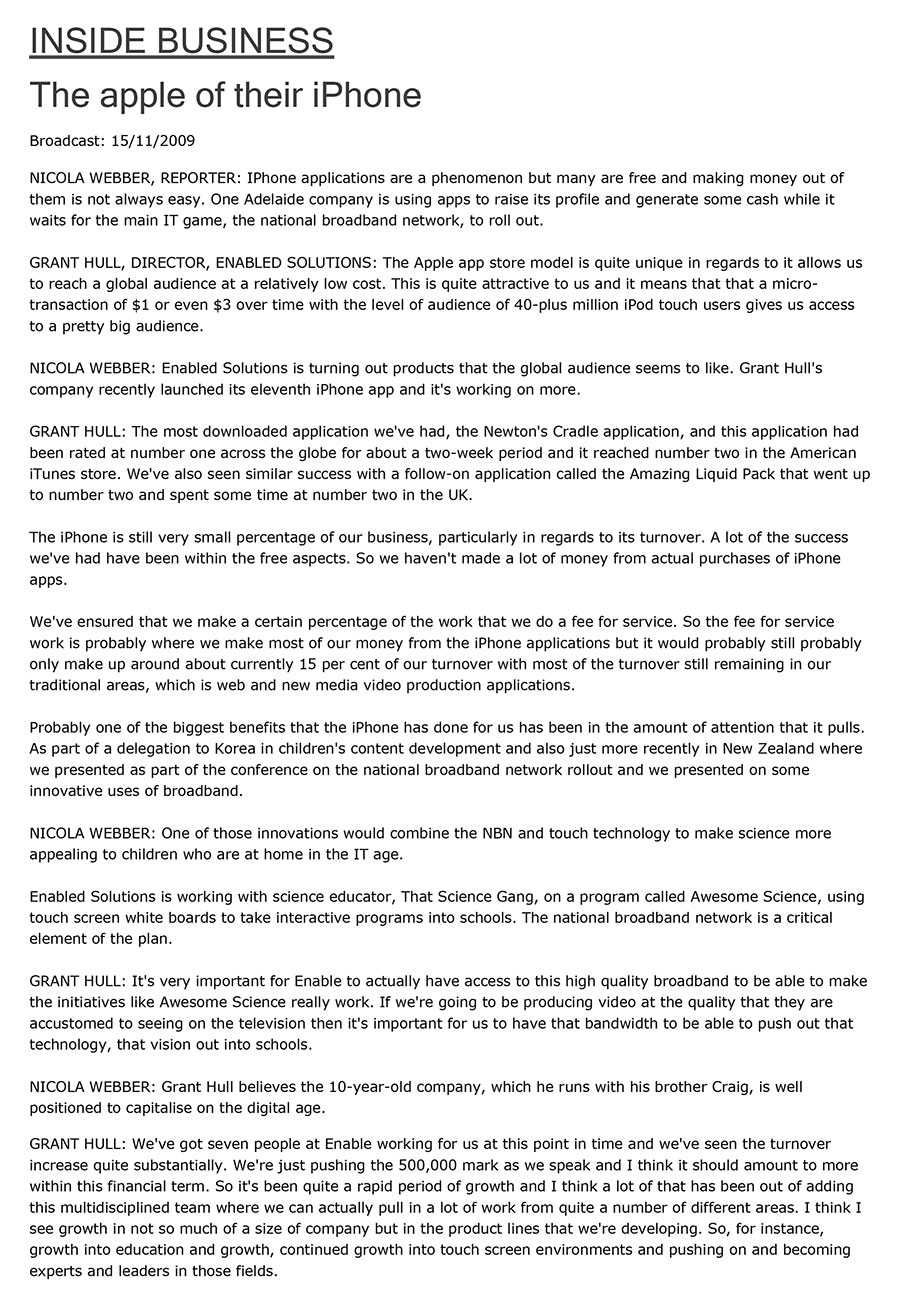 INSIDE BUSINESS
The apple of their iPhone
Broadcast: 15/11/2009
NICOLA WEBBER, REPORTER: IPhone applications are a phenomenon but many are free and making money out of
them is not always easy. One Adelaide company is using apps to raise its profile and generate some cash while it
waits for the main IT game, the national broadband network, to roll out.
GRANT HULL, DIRECTOR, ENABLED SOLUTIONS: The Apple app store model is quite unique in regards to it allows us
to reach a global audience at a relatively low cost. This is quite attractive to us and it means that that a micro-
transaction of $1 or even $3 over time with the level of audience of 40-plus million iPod touch users gives us access
to a pretty big audience.
NICOLA WEBBER: Enabled Solutions is turning out products that the global audience seems to like. Grant Hull's
company recently launched its eleventh iPhone app and it's working on more.
GRANT HULL: The most downloaded application we've had, the Newton's Cradle application, and this application had
been rated at number one across the globe for about a two-week period and it reached number two in the American
iTunes store. We've also seen similar success with a follow-on application called the Amazing Liquid Pack that went up
to number two and spent some time at number two in the UK.
The iPhone is still very small percentage of our business, particularly in regards to its turnover. A lot of the success
we've had have been within the free aspects. So we haven't made a lot of money from actual purchases of iPhone
apps.
We've ensured that we make a certain percentage of the work that we do a fee for service. So the fee for service
work is probably where we make most of our money from the iPhone applications but it would probably still probably
only make up around about currently 15 per cent of our turnover with most of the turnover still remaining in our
traditional areas, which is web and new media video production applications.
Probably one of the biggest benefits that the iPhone has done for us has been in the amount of attention that it pulls.
As part of a delegation to Korea in children's content development and also just more recently in New Zealand where
we presented as part of the conference on the national broadband network rollout and we presented on some
innovative uses of broadband.
NICOLA WEBBER: One of those innovations would combine the NBN and touch technology to make science more
appealing to children who are at home in the IT age.
Enabled Solutions is working with science educator, That Science Gang, on a program called Awesome Science, using
touch screen white boards to take interactive programs into schools. The national broadband network is a critical
element of the plan.
GRANT HULL: It's very important for Enable to actually have access to this high quality broadband to be able to make
the initiatives like Awesome Science really work. If we're going to be producing video at the quality that they are
accustomed to seeing on the television then it's important for us to have that bandwidth to be able to push out that
technology, that vision out into schools.
NICOLA WEBBER: Grant Hull believes the 10-year-old company, which he runs with his brother Craig, is well
positioned to capitalise on the digital age.
GRANT HULL: We've got seven people at Enable working for us at this point in time and we've seen the turnover
increase quite substantially. We're just pushing the 500,000 mark as we speak and I think it should amount to more
within this financial term. So it's been quite a rapid period of growth and I think a lot of that has been out of adding
this multidisciplined team where we can actually pull in a lot of work from quite a number of different areas. I think I
see growth in not so much of a size of company but in the product lines that we're developing. So, for instance,
growth into education and growth, continued growth into touch screen environments and pushing on and becoming
experts and leaders in those fields.